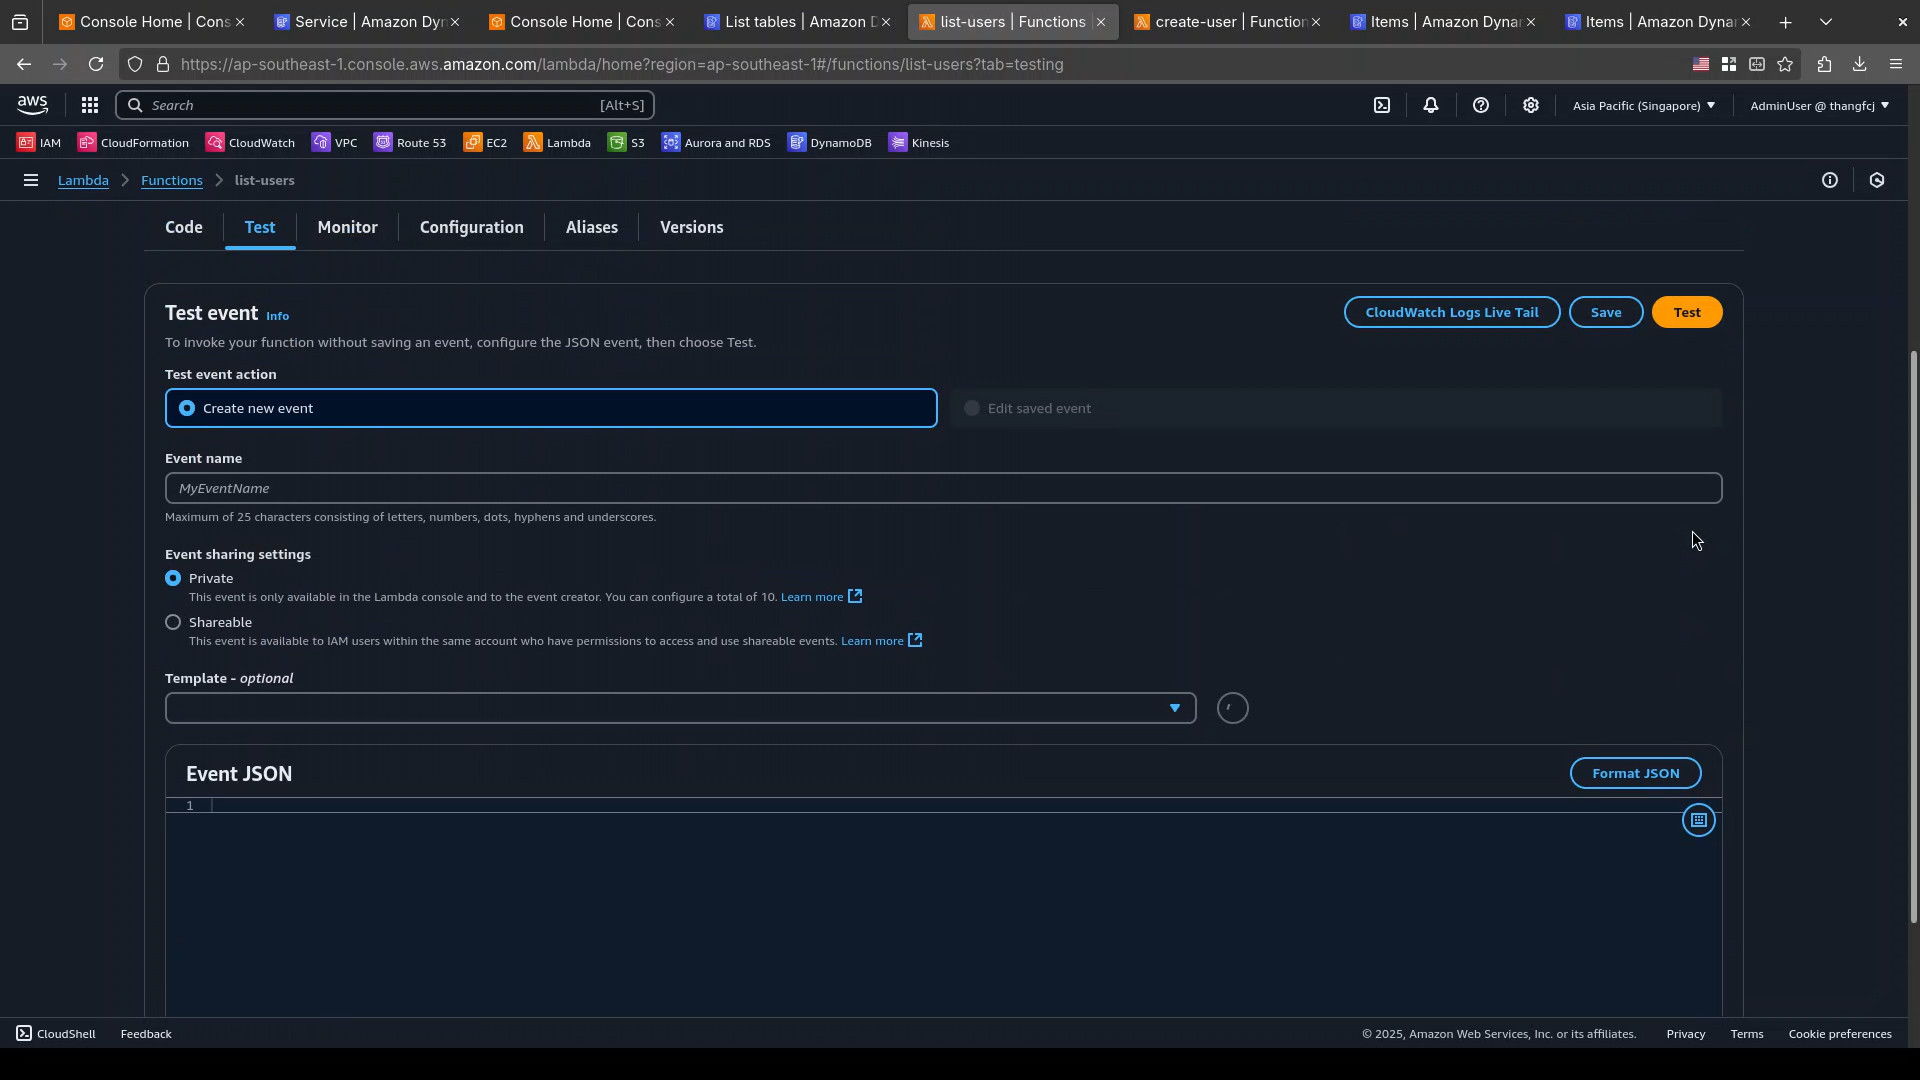 Console Home | Cons
Service | Amazon Dyn
Console Home | Cons
List tables | Amazon D
list-users | Functions
create-user | Function
Items | Amazon Dynar
Items | Amazon Dynar
https://ap-southeast-1.console.aws.amazon.com/lambda/home?region=ap-southeast-1#/functions/list-users?tab=testing
aws
Search
[Alt+S]
Asia Pacific (Singapore)
AdminUser @ thangfcj
IAM
CloudFormation
CloudWatch
VPC
Route 53
EC2
Lambda
S3
Aurora and RDS
DynamoDB
Kinesis
Lambda
Functions
list-users
Code
Test
Monitor
Configuration
Aliases
Versions
Test event Info
CloudWatch Logs Live Tail
Save
Test
To invoke your function without saving an event, configure the JSON event, then choose Test.
Test event action
Create new event
Edit saved event
Event name
MyEventName
Maximum of 25 characters consisting of letters, numbers, dots, hyphens and underscores.
Event sharing settings
Private
This event is only available in the Lambda console and to the event creator. You can configure a total of 10. Learn more
Shareable
This event is available to IAM users within the same account who have permissions to access and use shareable events. Learn more
Template - optional
Event JSON
Format JSON
1
CloudShell
Feedback
© 2025, Amazon Web Services, Inc. or its affiliates.
Privacy
Terms
Cookie preferences